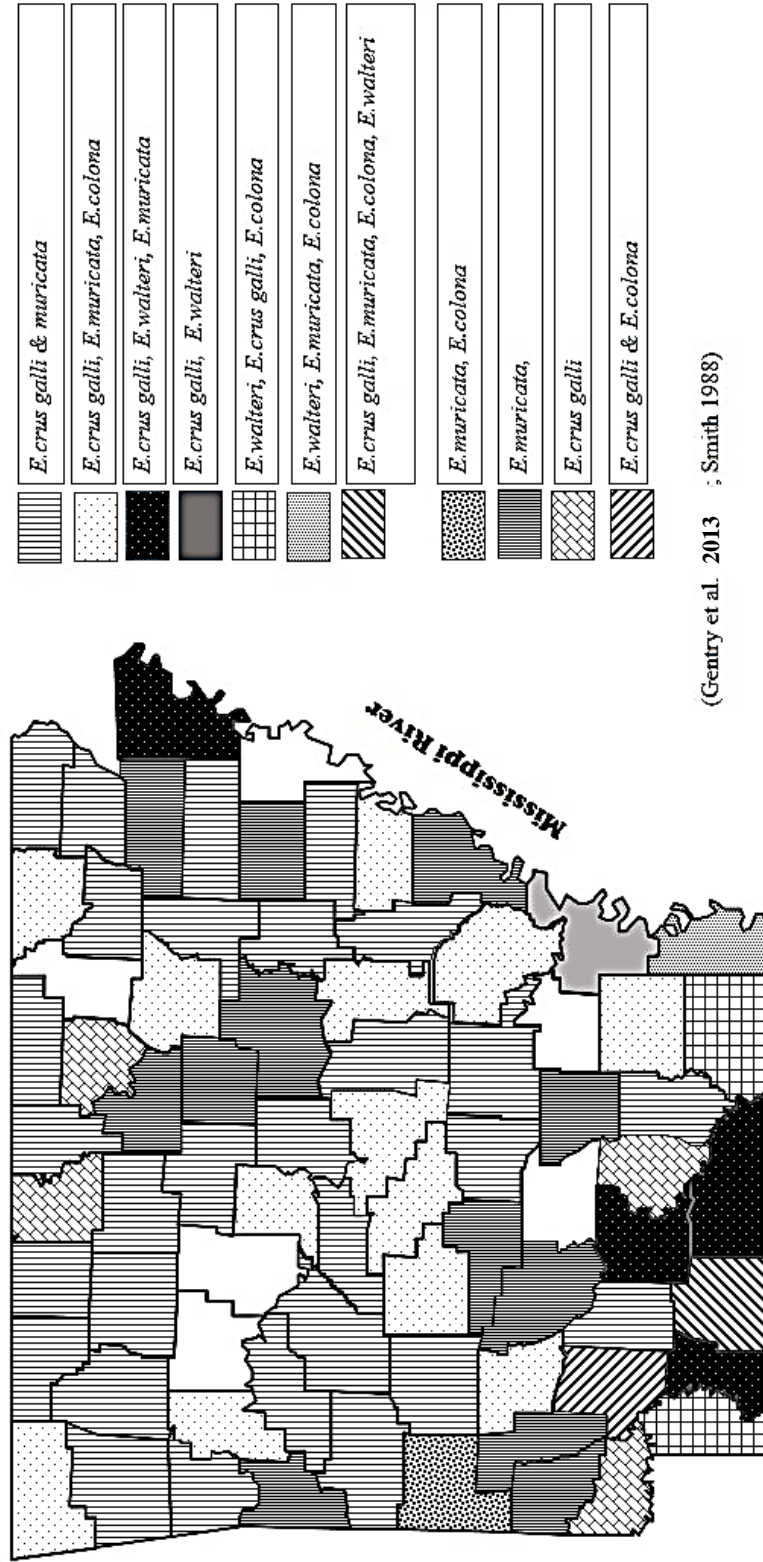 E.crus galli & muricata
E.crus galli, E.muricata, E.colona
E.crus galli, E.walteri, E.muricata
E.crus galli, E.walteri
E.walteri, E.crus galli, E.colona
E.walteri, E.muricata, E.colona
E.crus galli, E.muricata, E.colona, E.walteri
E.muricata, E.colona
E.muricata,
E.crus galli
E.crus galli & E.colona
Mississippi River
(Gentry et al. 2013 ; Smith 1988)